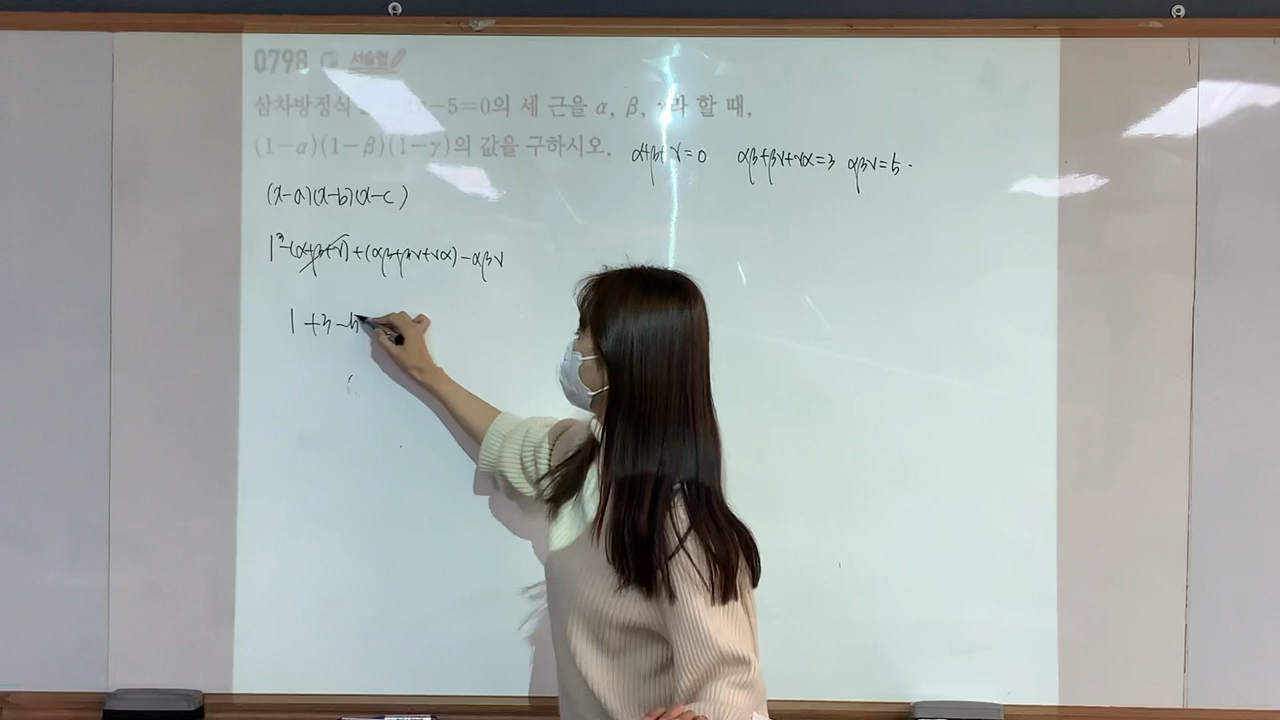 0798 서술형
삼차방정식 -5=0의 세 근을 α, β, γ라 할 때,
(1-α)(1-β)(1-γ)의 값을 구하시오.
α+β+γ=0 αβ+βγ+γα=3 αβγ=5.
(x-a)(x-b)(x-c)
1³-(α+β+γ)+(αβ+βγ+γα)-αβγ
1+3-5